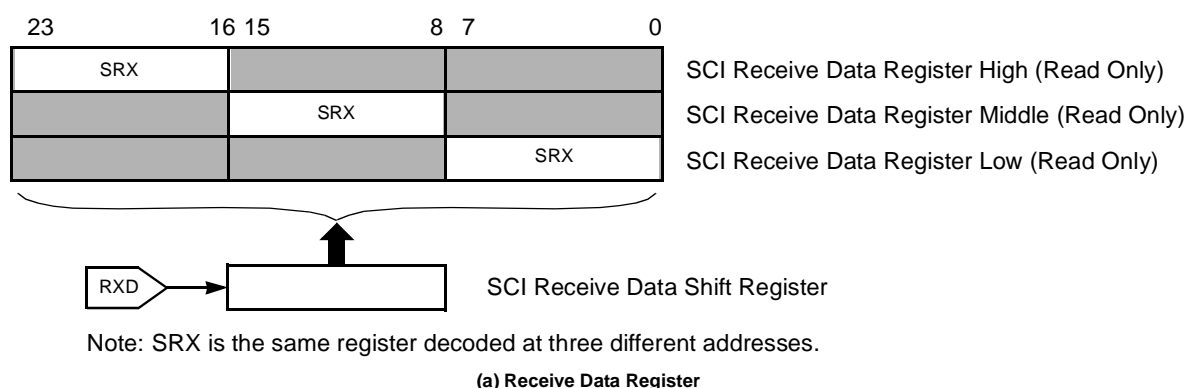 23 16 15 8 7 0
SRX SCI Receive Data Register High (Read Only)
SRX SCI Receive Data Register Middle (Read Only)
SRX SCI Receive Data Register Low (Read Only)
RXD SCI Receive Data Shift Register
Note: SRX is the same register decoded at three different addresses.
(a) Receive Data Register